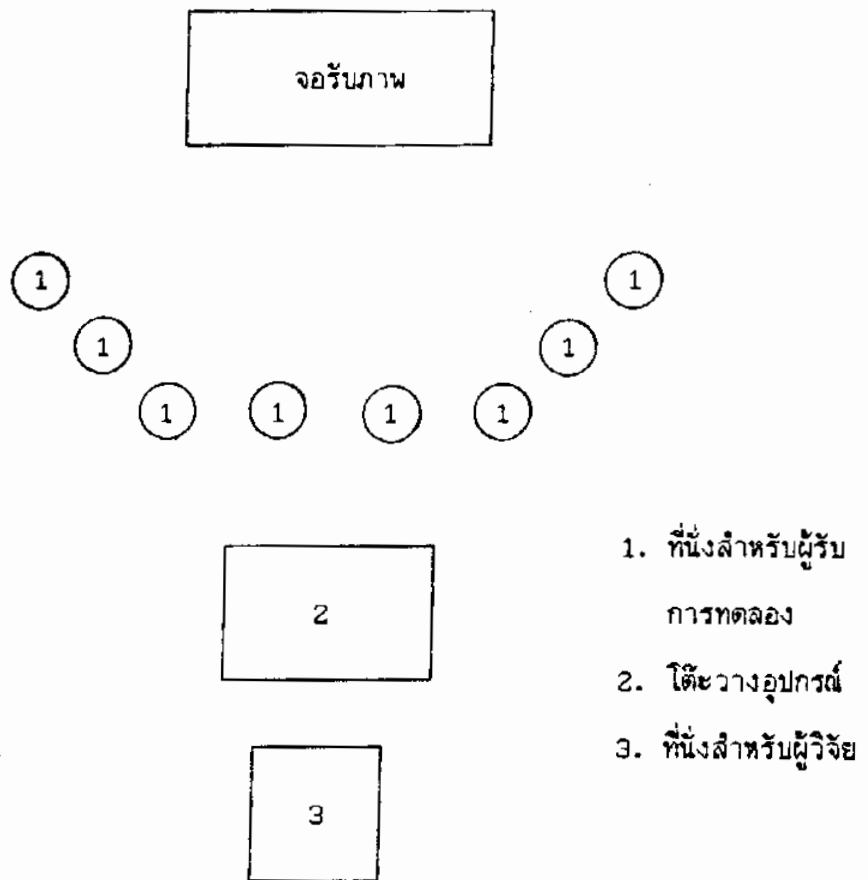 จอรับภาพ
1 1
1 1
1 1 1 1
2
3
1. ที่นั่งสำหรับผู้รับ
การทดลอง
2. โต๊ะวางอุปกรณ์
3. ที่นั่งสำหรับผู้วิจัย